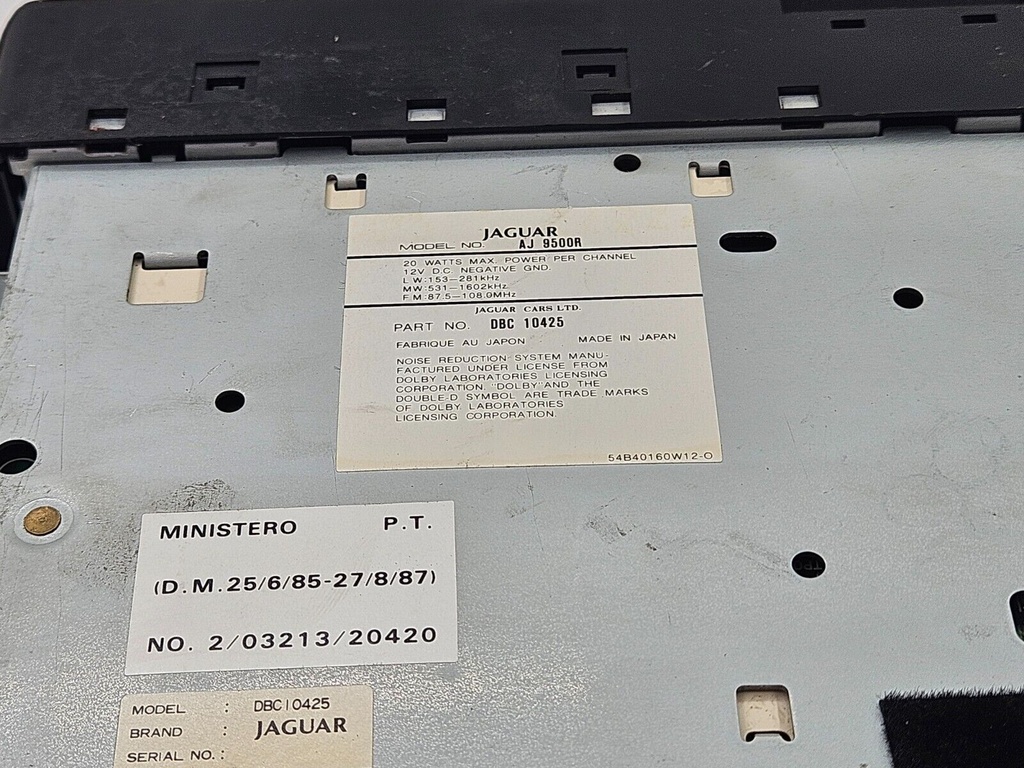 JAGUAR
MODEL NO. AJ 9500R
20 WATTS MAX. POWER PER CHANNEL
12V D.C. NEGATIVE GND.
LW:153-281kHz
MW:531-1602kHz
FM:87.5-108.0MHz
JAGUAR CARS LTD.
PART NO. DBC 10425
FABRIQUE AU JAPON MADE IN JAPAN
NOISE REDUCTION SYSTEM MANU-
FACTURED UNDER LICENSE FROM
DOLBY LABORATORIES LICENSING
CORPORATION. "DOLBY" AND THE
DOUBLE-D SYMBOL ARE TRADE MARKS
OF DOLBY LABORATORIES
LICENSING CORPORATION.
54B40160W12-O
MINISTERO P.T.
(D.M.25/6/85-27/8/87)
NO. 2/03213/20420
MODEL : DBC10425
BRAND : JAGUAR
SERIAL NO.: